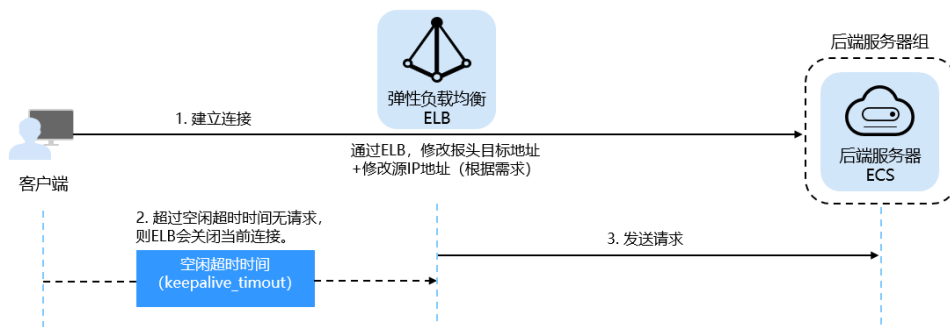 后端服务器组
弹性负载均衡
ELB
1. 建立连接
通过ELB，修改报头目标地址
+修改源IP地址（根据需求）
后端服务器
ECS
客户端
2. 超过空闲超时时间无请求，
则ELB会关闭当前连接。
3. 发送请求
空闲超时时间
（keepalive_timout）